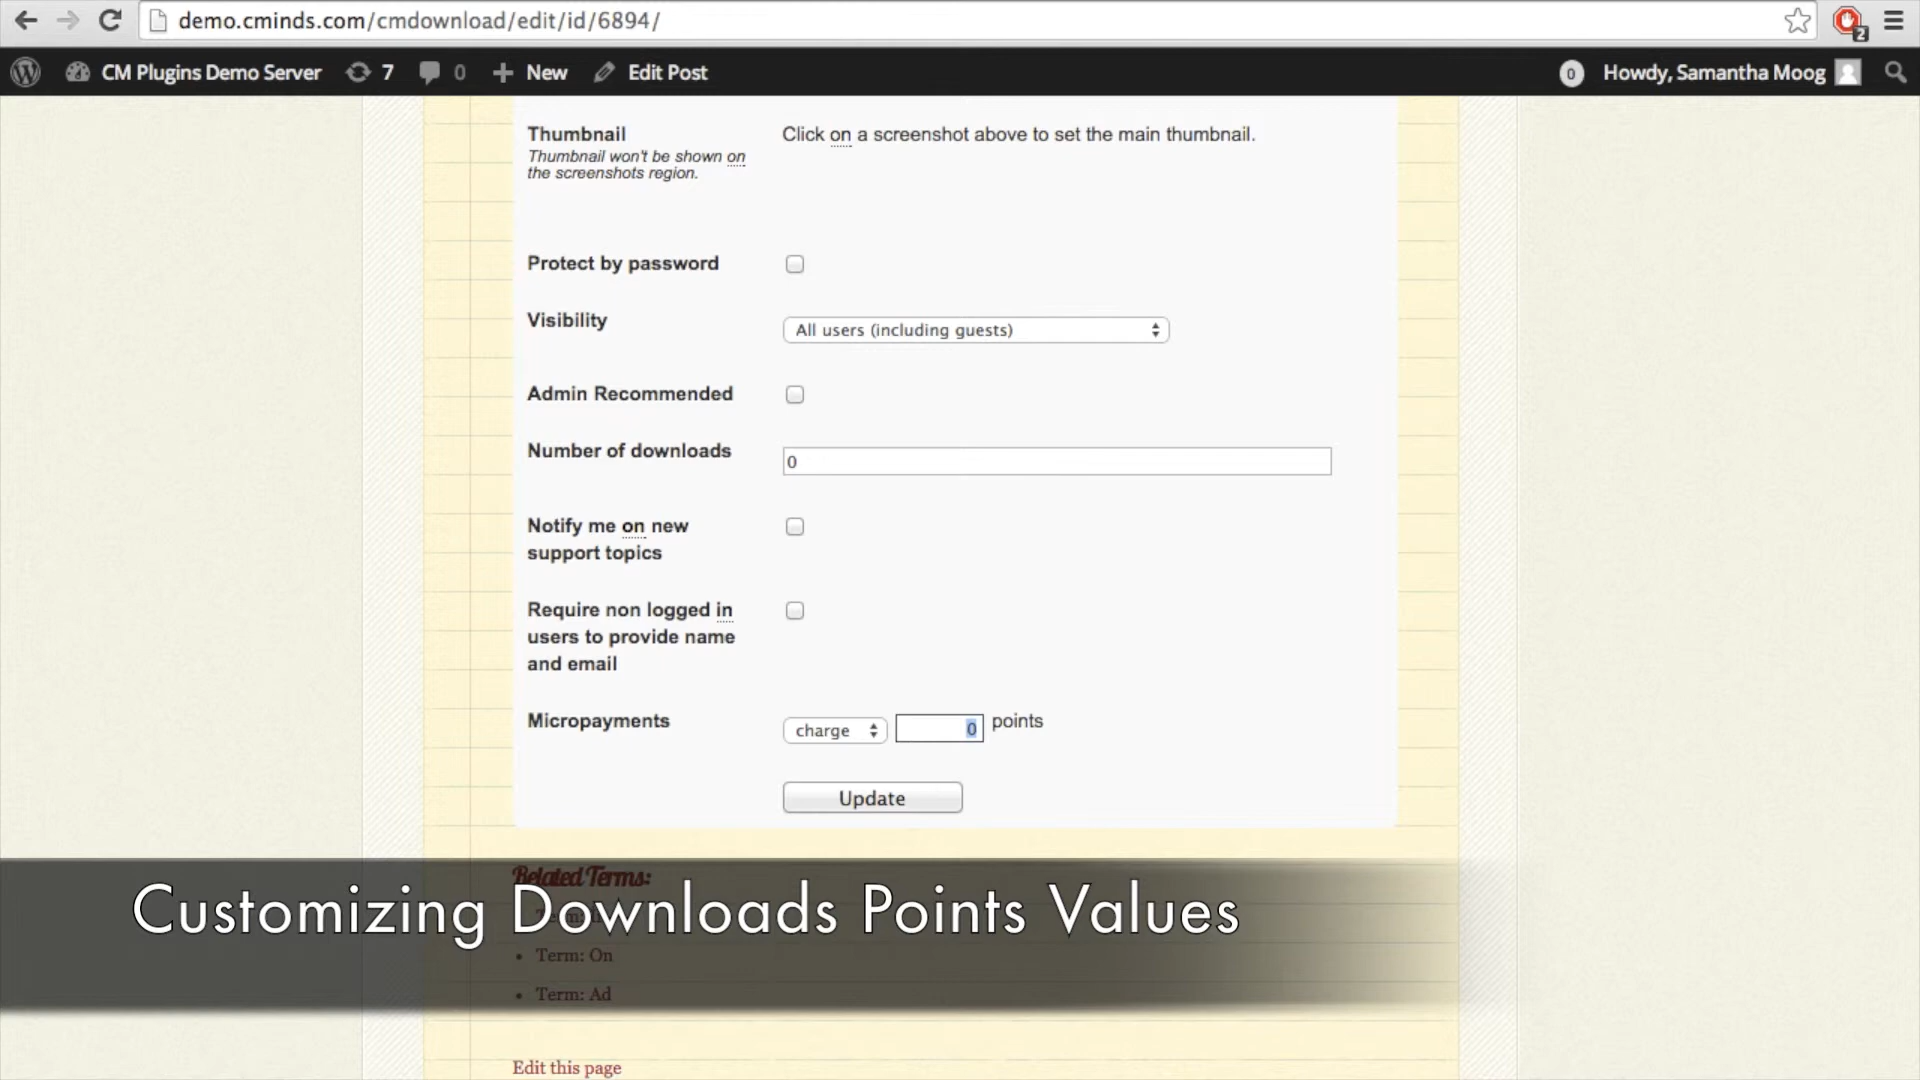 demo.cminds.com/cmdownload/edit/id/6894/
2
CM Plugins Demo Server 7 0 New Edit Post 0 Howdy, Samantha Moog
Thumbnail Click on a screenshot above to set the main thumbnail.
Thumbnail won't be shown on
the screenshots region.
Protect by password
Visibility All users (including guests)
Admin Recommended
Number of downloads 0
Notify me on new
support topics
Require non logged in
users to provide name
and email
Micropayments charge 0 points
Update
Related Terms:
Customizing Downloads Points Values
• Term: On
• Term: Ad
Edit this page